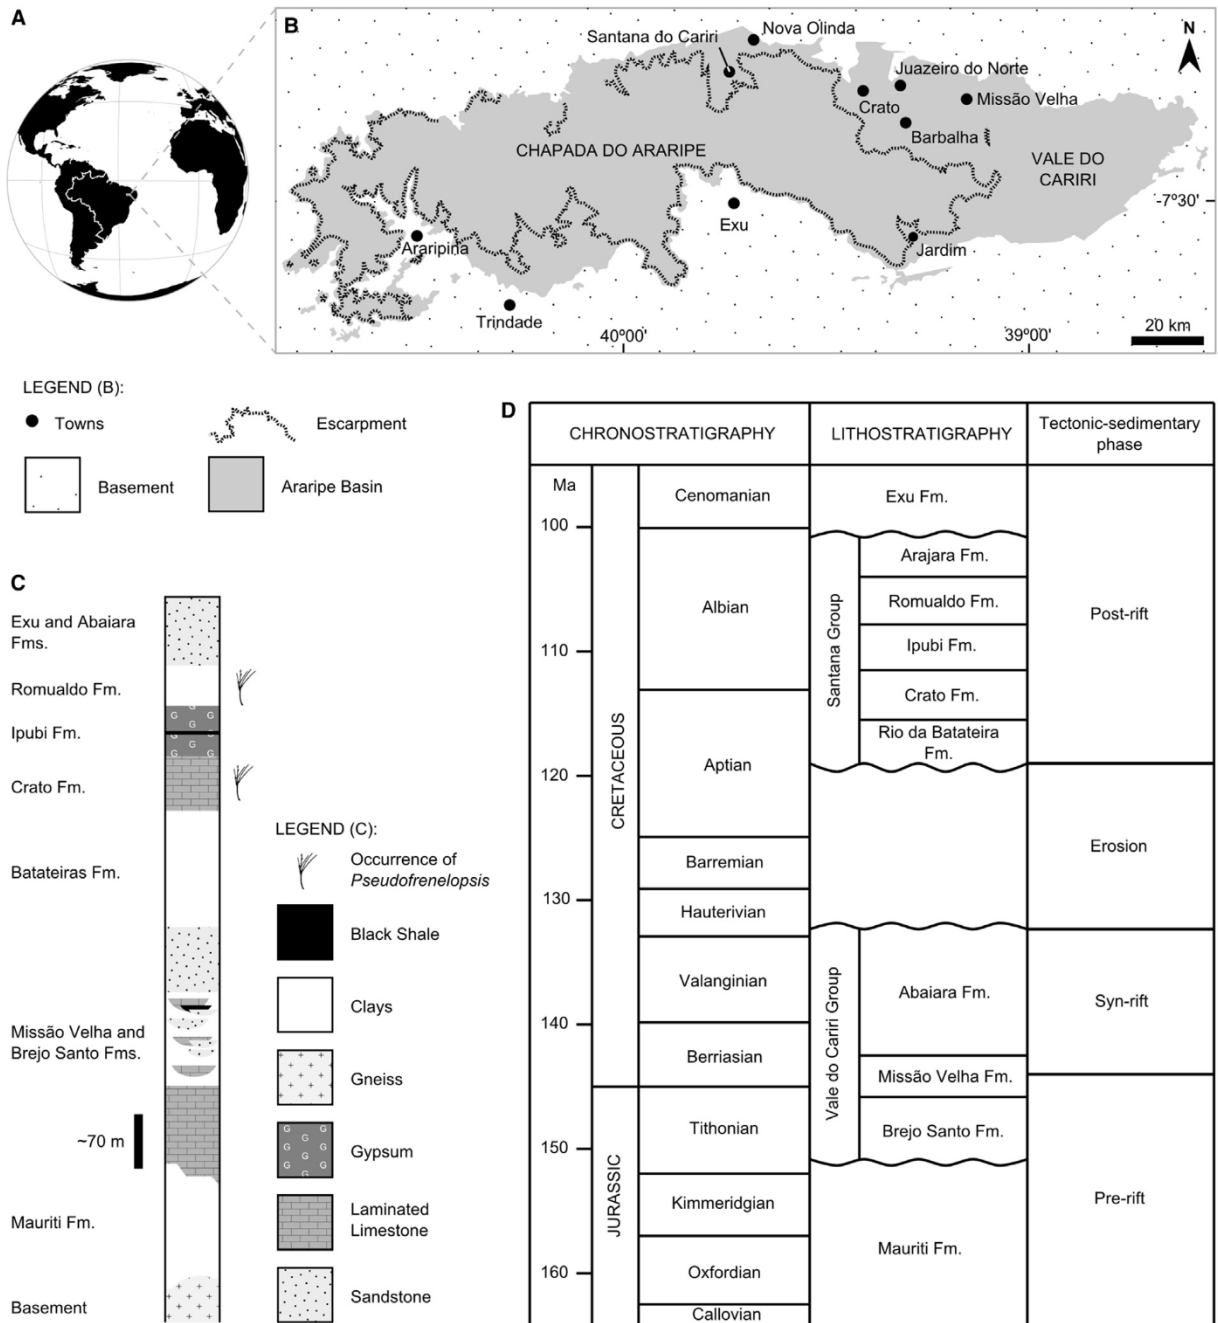 A
B
Santana do Cariri
Nova Olinda
N
Juazeiro do Norte
Crato
Missão Velha
Barbalha
CHAPADA DO ARARIPE
VALE DO
CARIRI
-7º30'
Exu
Araripina
Jardim
Trindade
40º00'
39º00'
20 km
LEGEND (B):
Towns
Escarpment
Basement
Araripe Basin
C
Exu and Abaiara
Fms.
Romualdo Fm.
Ipubi Fm.
Crato Fm.
Batateiras Fm.
Missão Velha and
Brejo Santo Fms.
~70 m
Mauriti Fm.
Basement
G G
G
G
G G
LEGEND (C):
Occurrence of
Pseudofrenelopsis
Black Shale
Clays
Gneiss
G G
G
G G
G
G G
Gypsum
Laminated
Limestone
Sandstone
D
CHRONOSTRATIGRAPHY
LITHOSTRATIGRAPHY
Tectonic-sedimentary
phase
Ma
100
110
120
130
140
150
160
CRETACEOUS
JURASSIC
Cenomanian
Albian
Aptian
Barremian
Hauterivian
Valanginian
Berriasian
Tithonian
Kimmeridgian
Oxfordian
Callovian
Exu Fm.
Santana Group
Arajara Fm.
Romualdo Fm.
Ipubi Fm.
Crato Fm.
Rio da Batateira
Fm.
Vale do Cariri Group
Abaiara Fm.
Missão Velha Fm.
Brejo Santo Fm.
Mauriti Fm.
Post-rift
Erosion
Syn-rift
Pre-rift